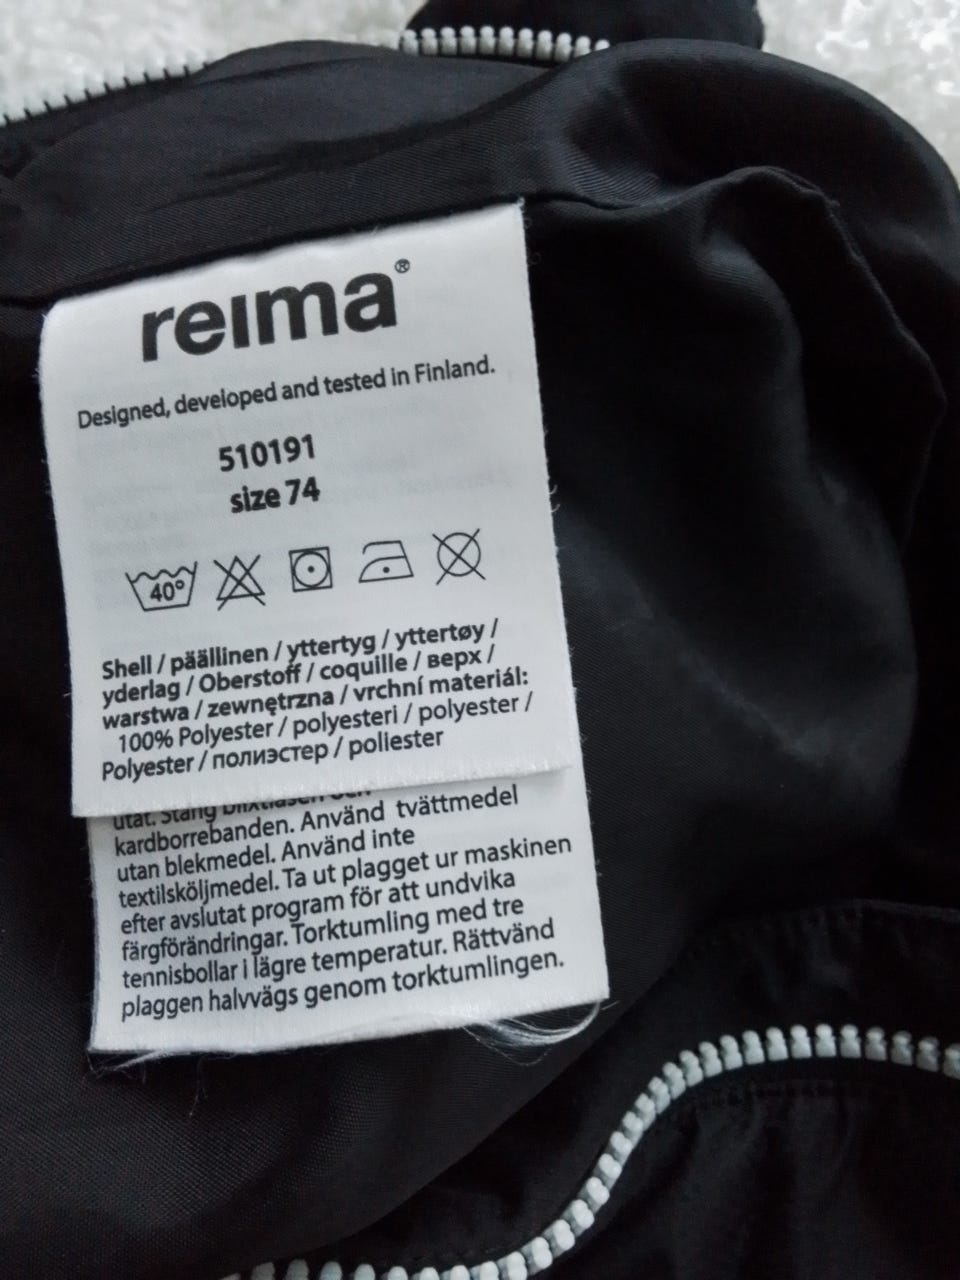 reima®
Designed, developed and tested in Finland.
510191
size 74
40°
Shell / päällinen / yttertyg / yttertøy /
yderlag / Oberstoff / coquille / верх /
warstwa / zewnętrzna / vrchní materiál:
100% Polyester / polyesteri / polyester /
Polyester / полиэстер / poliester
utåt. Stäng
kardborrebanden. Använd tvättmedel
utan blekmedel. Använd inte
textilsköljmedel. Ta ut plagget ur maskinen
efter avslutat program för att undvika
färgförändringar. Torktumling med tre
tennisbollar i lägre temperatur. Rättvänd
plaggen halvvägs genom torktumlingen.